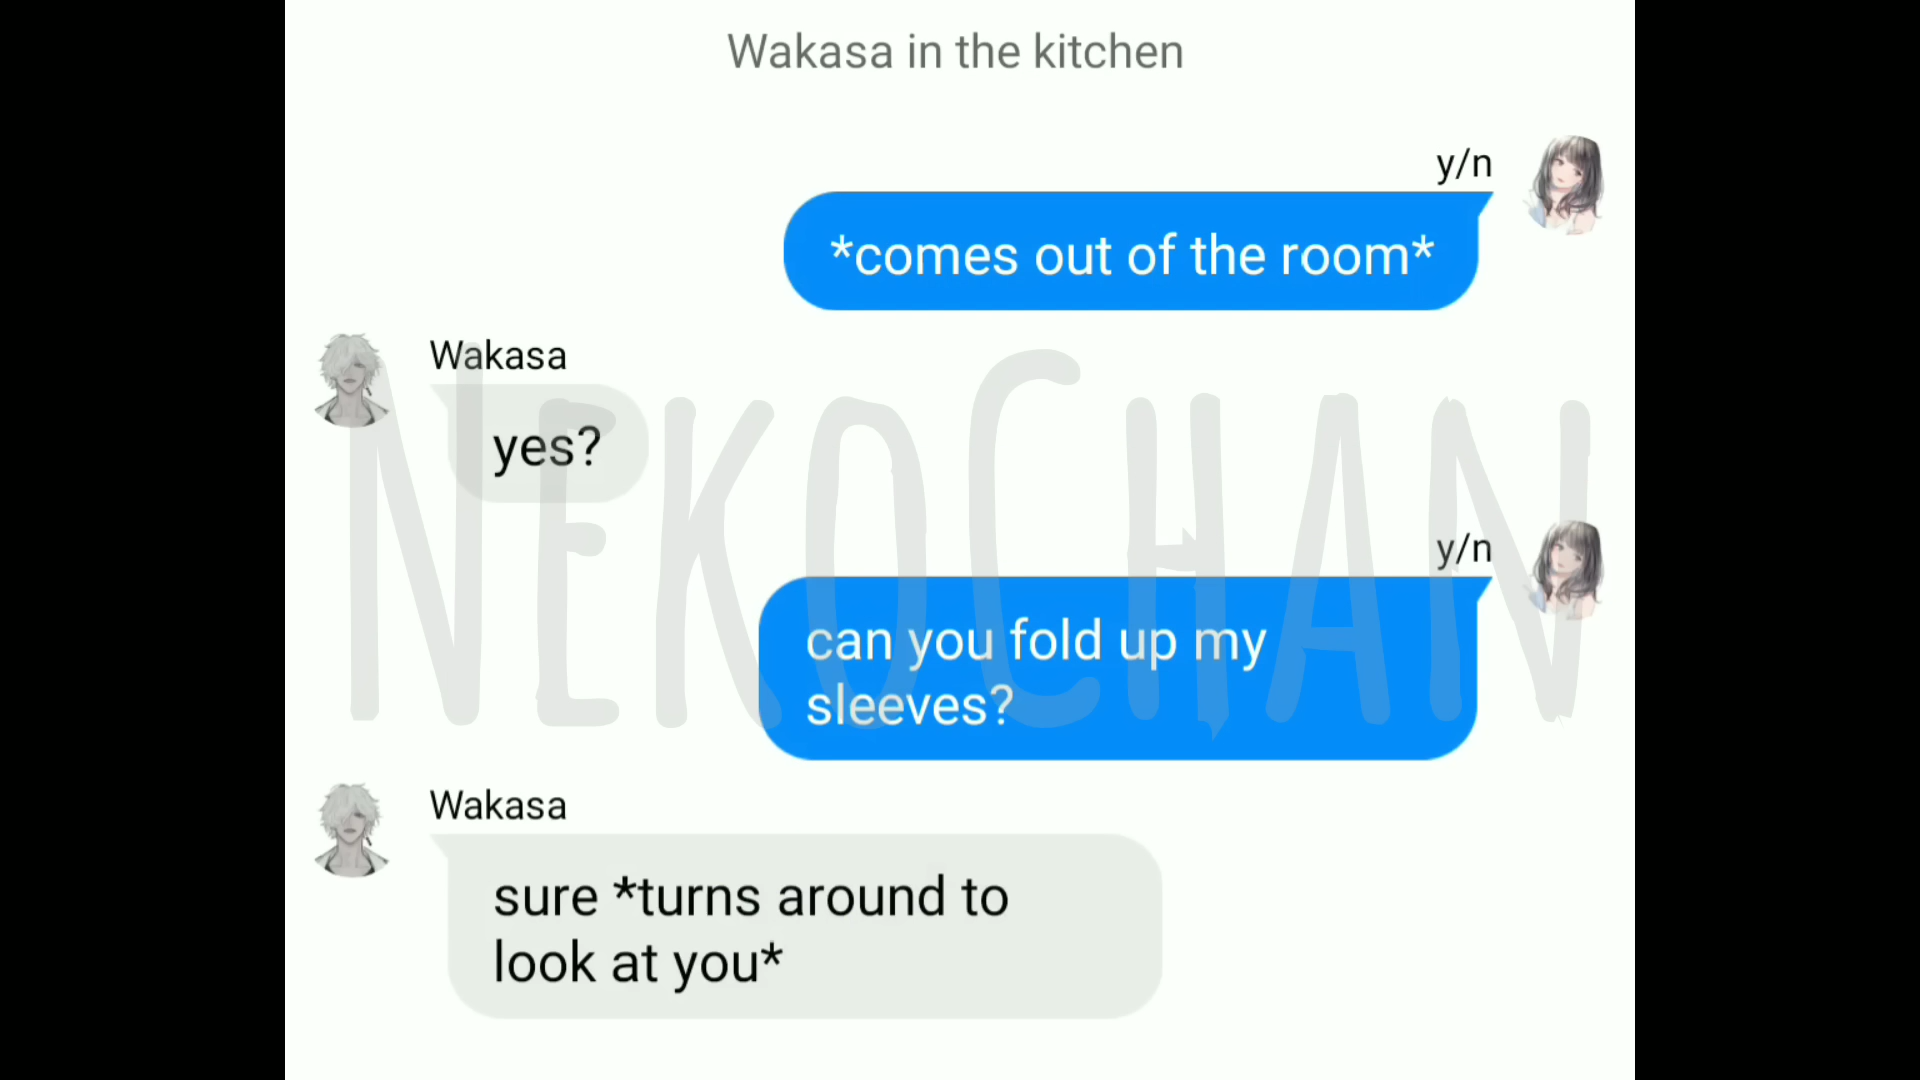 Wakasa in the kitchen
y/n
*comes out of the room*
Wakasa
yes?
NEKOCHAN
y/n
can you fold up my
sleeves?
Wakasa
sure *turns around to
look at you*